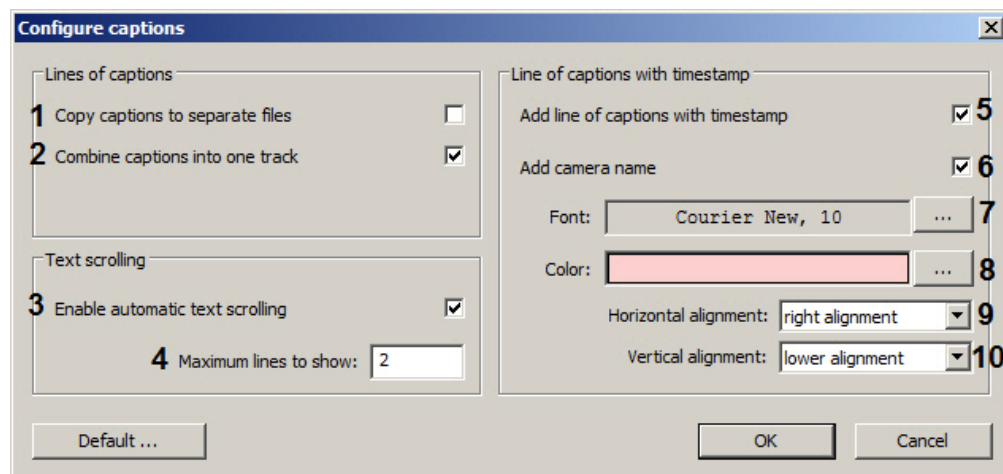 Configure captions
Lines of captions
1 Copy captions to separate files
2 Combine captions into one track
Text scrolling
3 Enable automatic text scrolling
4 Maximum lines to show: 2
Line of captions with timestamp
Add line of captions with timestamp 5
Add camera name 6
Font: Courier New, 10 ... 7
Color: ... 8
Horizontal alignment: right alignment 9
Vertical alignment: lower alignment 10
Default ...
OK
Cancel